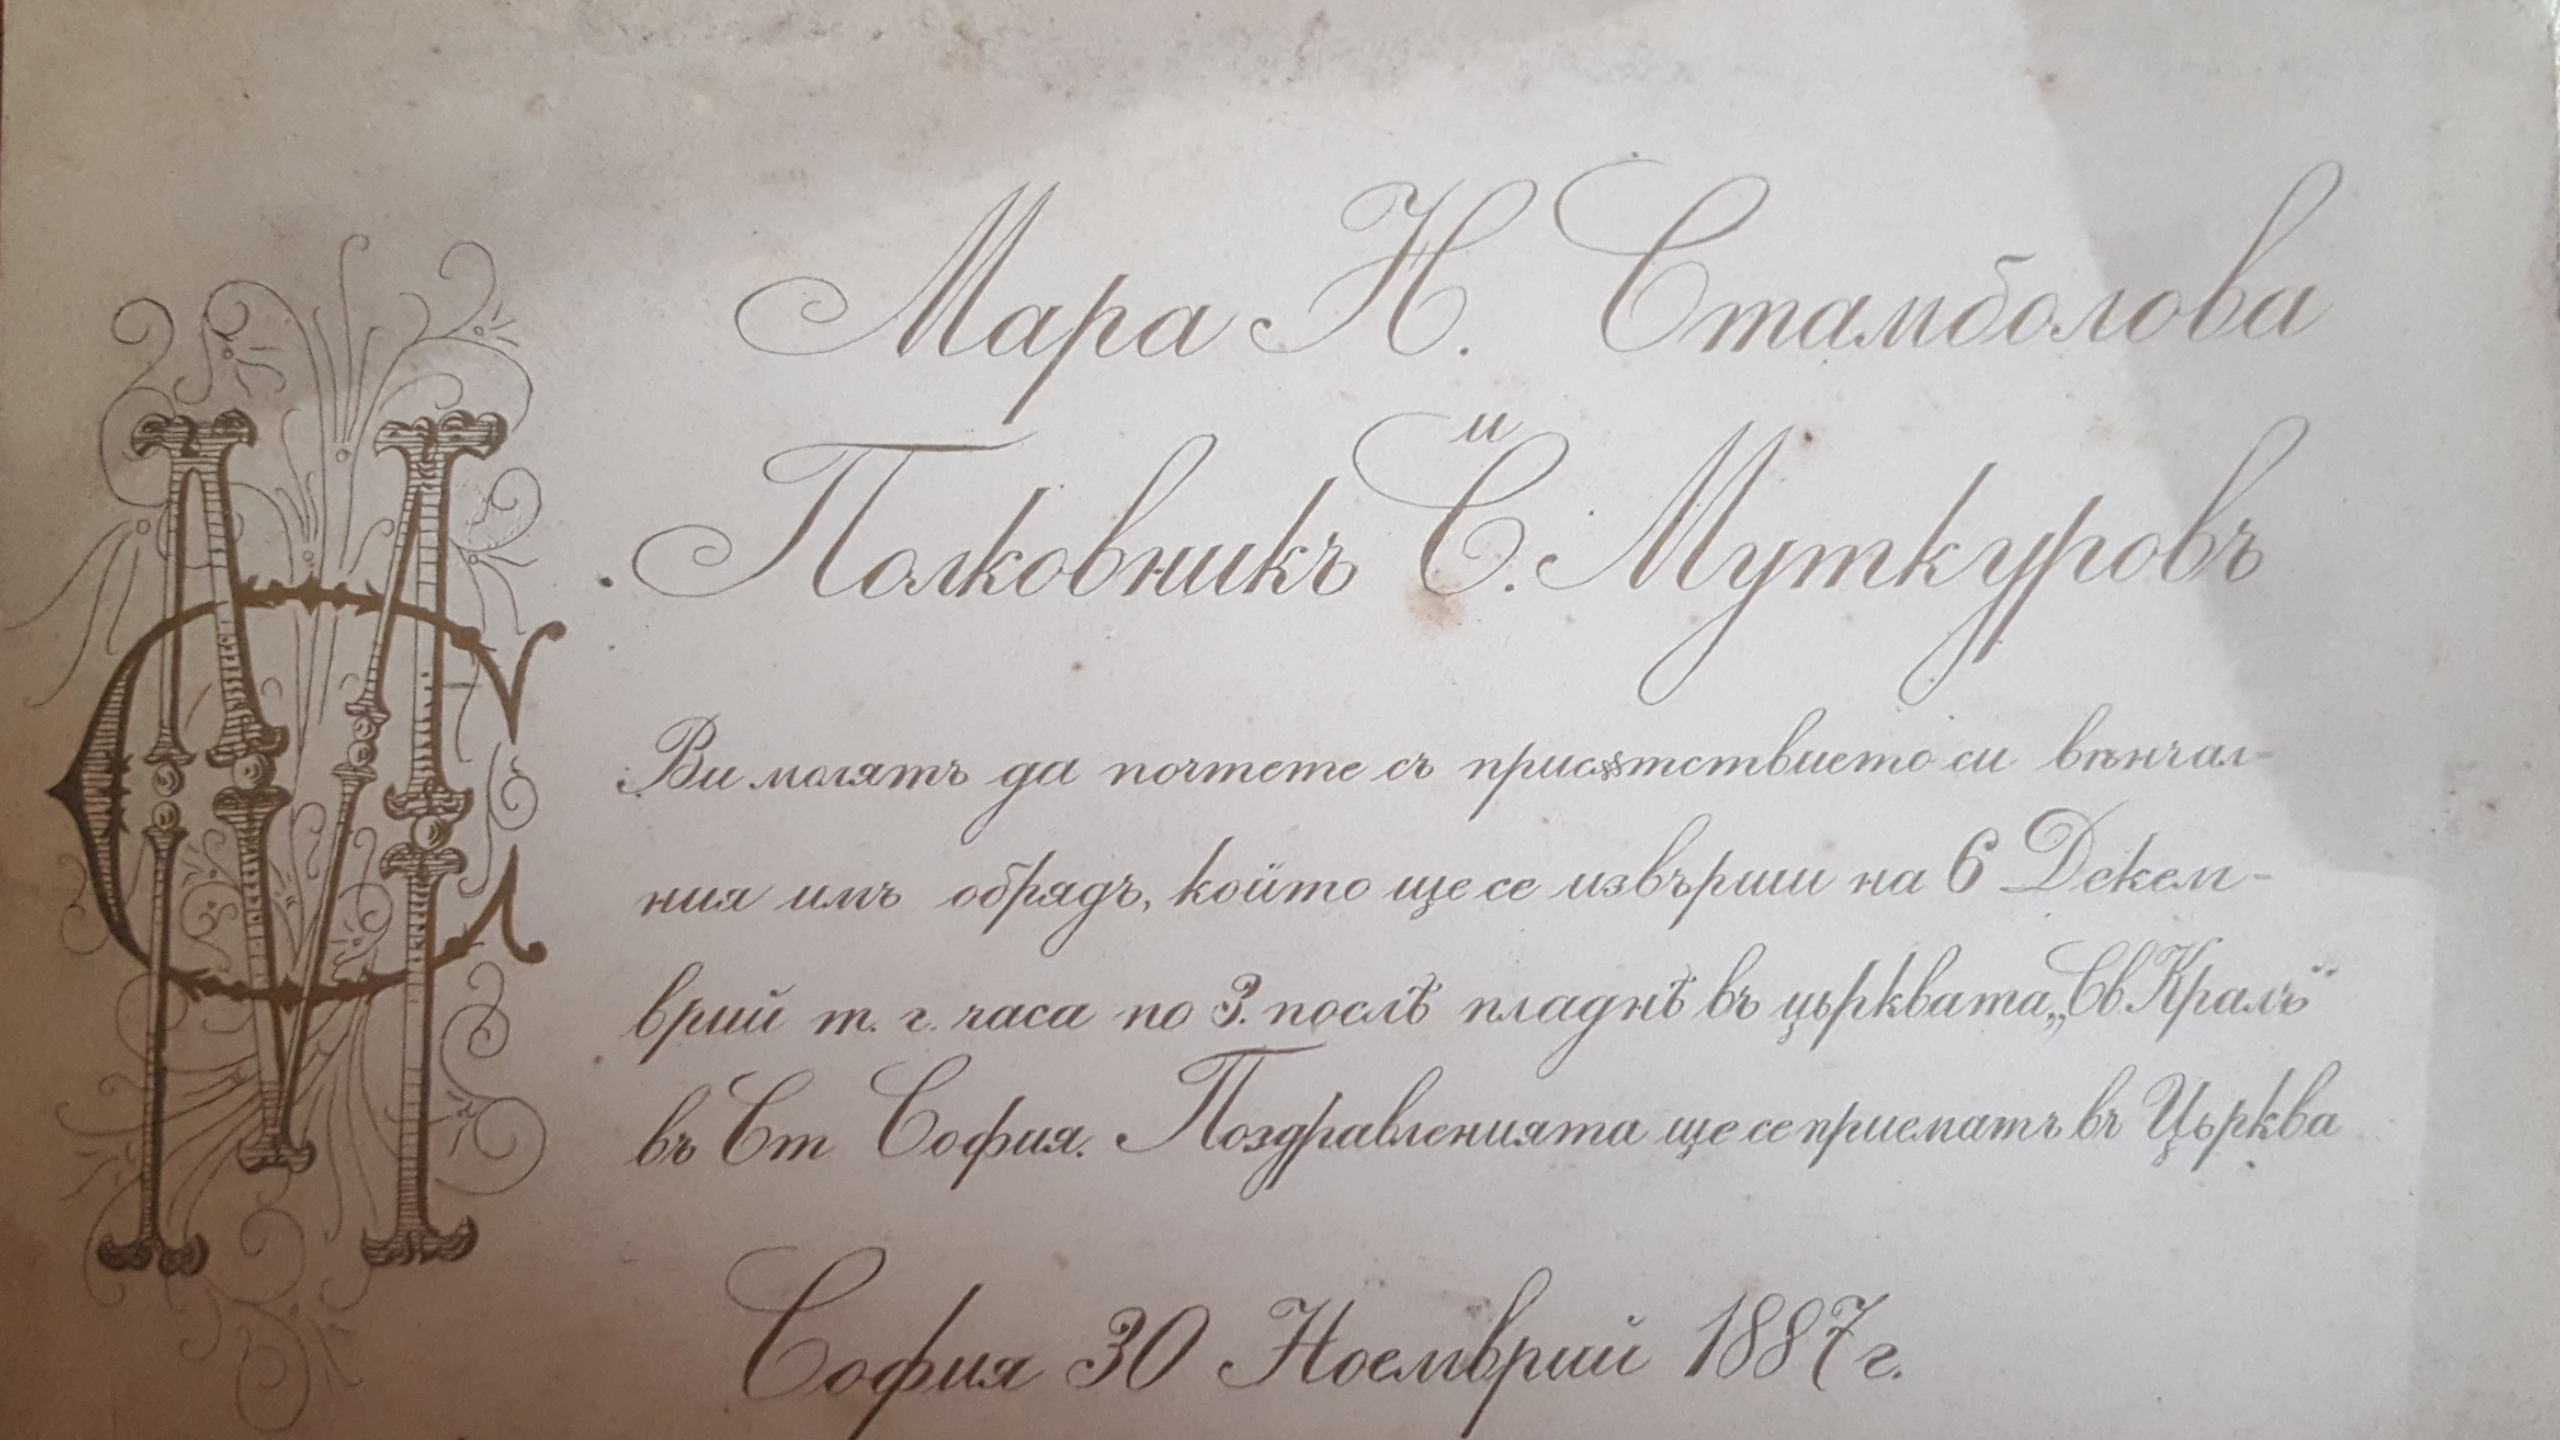 Мара Н. Стамболова
и
Полковникъ С. Муткуровъ
Ви молятъ да почтете съ присѫтствието си вѣнчал-
ния имъ обрядъ, който ще се извърши на 6 Декем-
врий т. г. часа по 3. послѣ пладнѣ въ църквата „Св Кралъ“
въ Ст София. Поздравленията ще се приематъ въ Църква
София 30 Ноемврий 1887 г.